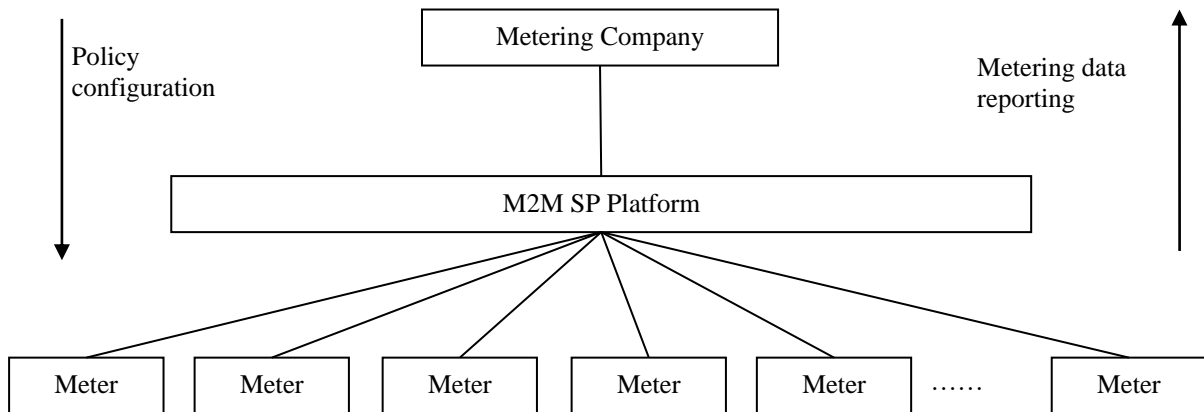 Metering Company
Policy
configuration
Metering data
reporting
M2M SP Platform
Meter
Meter
Meter
Meter
Meter
……
Meter